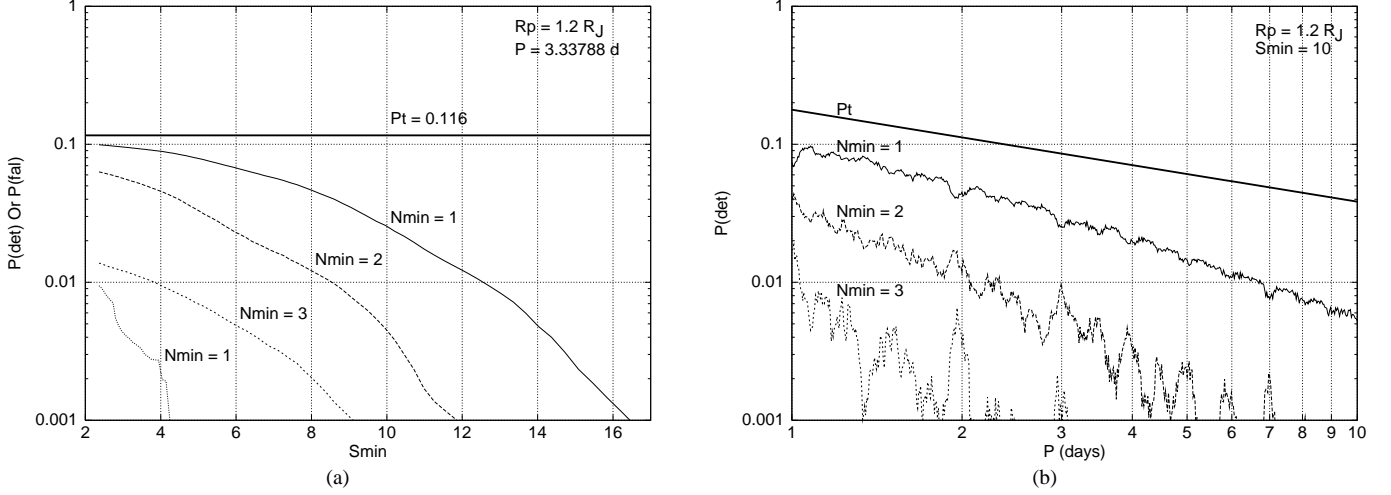 1
0.1
0.01
0.001
P(det) Or P(fal)
Rp = 1.2 R_J
P = 3.33788 d
Pt = 0.116
Nmin = 1
Nmin = 2
Nmin = 3
Nmin = 1
2 4 6 8 10 12 14 16
Smin
(a)
1
0.1
0.01
0.001
P(det)
Rp = 1.2 R_J
Smin = 10
Pt
Nmin = 1
Nmin = 2
Nmin = 3
1 2 3 4 5 6 7 8 9 10
P (days)
(b)